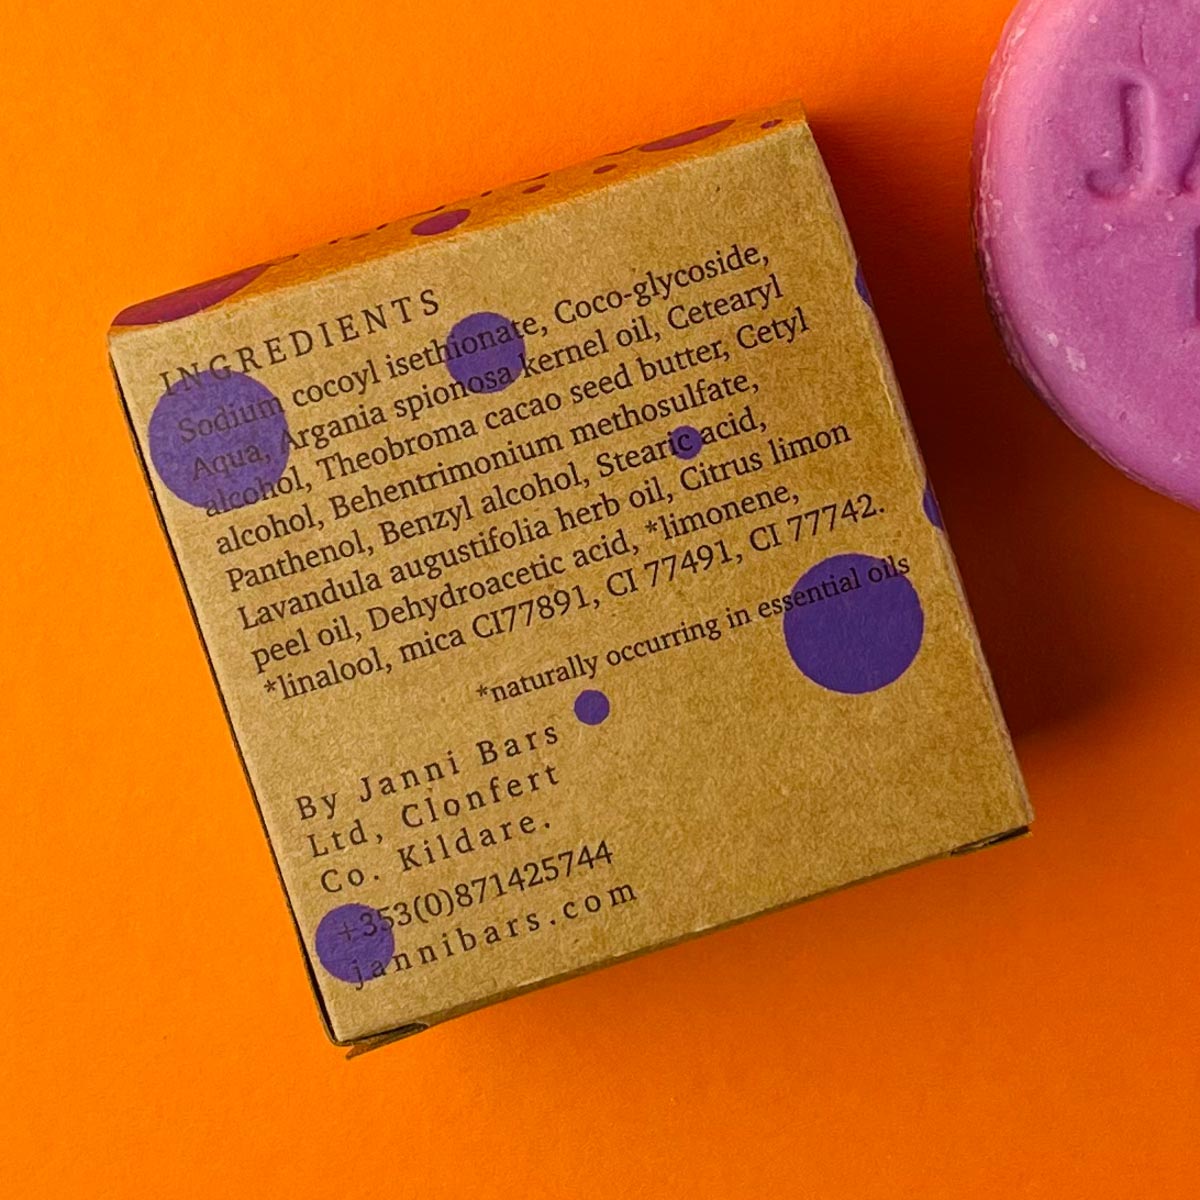 INGREDIENTS
Sodium cocoyl isethionate, Coco-glycoside,
Aqua, Argania spionosa kernel oil, Cetearyl
alcohol, Theobroma cacao seed butter, Cetyl
alcohol, Behentrimonium methosulfate,
Panthenol, Benzyl alcohol, Stearic acid,
Lavandula augustifolia herb oil, Citrus limon
peel oil, Dehydroacetic acid, *limonene,
*linalool, mica CI77891, CI 77491, CI 77742.
*naturally occurring in essential oils
By Janni Bars
Ltd, Clonfert
Co. Kildare.
+353(0)871425744
jannibars.com